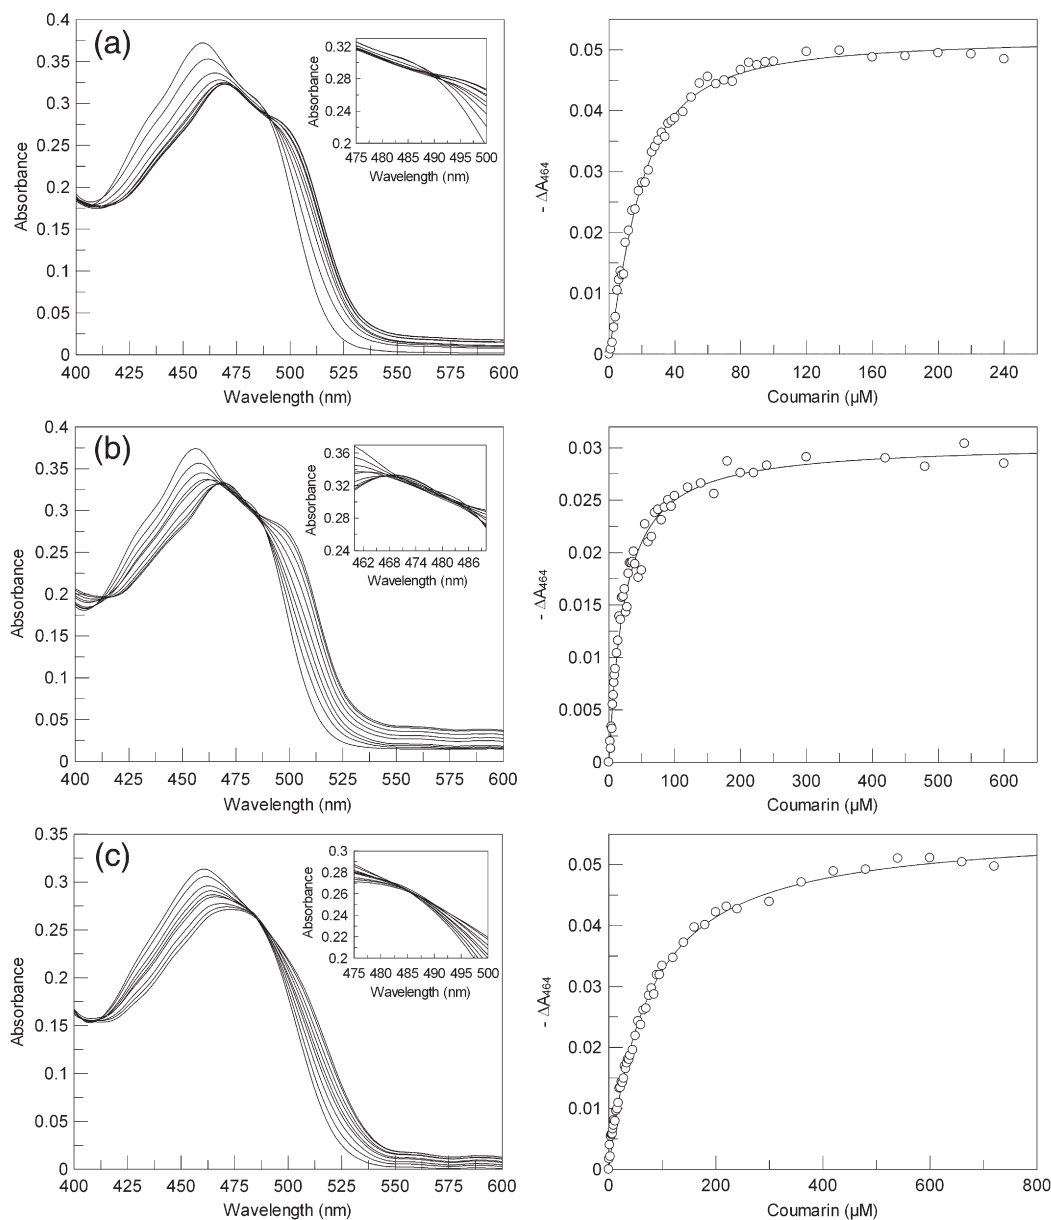 (a)
0.4
0.35
0.3
0.25
0.2
0.15
0.1
0.05
0
Absorbance
400 425 450 475 500 525 550 575 600
Wavelength (nm)
0.32
0.28
0.24
0.2
Absorbance
475 480 485 490 495 500
Wavelength (nm)
0.05
0.04
0.03
0.02
0.01
0
- ΔA464
0 40 80 120 160 200 240
Coumarin (µM)
(b)
0.4
0.35
0.3
0.25
0.2
0.15
0.1
0.05
0
Absorbance
400 425 450 475 500 525 550 575 600
Wavelength (nm)
0.36
0.32
0.28
0.24
Absorbance
462 468 474 480 486
Wavelength (nm)
0.03
0.025
0.02
0.015
0.01
0.005
0
- ΔA464
0 100 200 300 400 500 600
Coumarin (µM)
(c)
0.35
0.3
0.25
0.2
0.15
0.1
0.05
0
Absorbance
400 425 450 475 500 525 550 575 600
Wavelength (nm)
0.3
0.28
0.26
0.24
0.22
0.2
Absorbance
475 480 485 490 495 500
Wavelength (nm)
0.05
0.04
0.03
0.02
0.01
0
- ΔA464
0 200 400 600 800
Coumarin (µM)